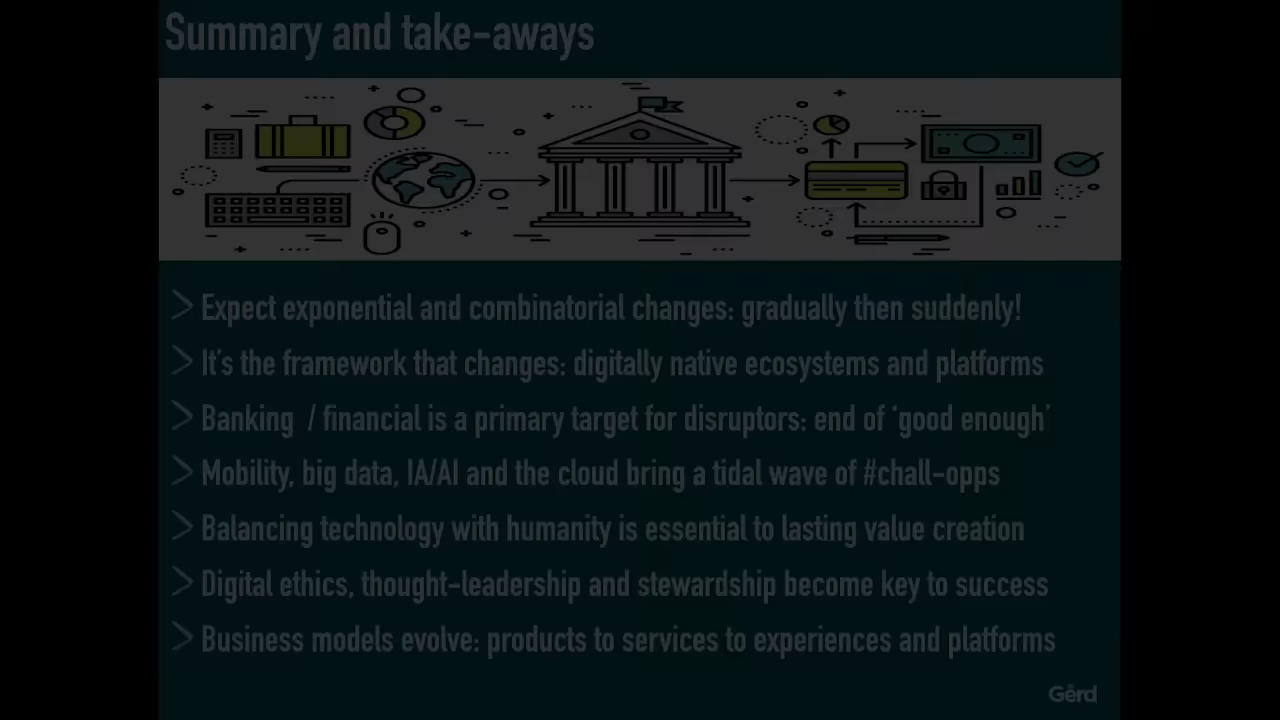 Summary and take-aways
Expect exponential and combinatorial changes: gradually then suddenly!
It's the framework that changes: digitally native ecosystems and platforms
Banking / financial is a primary target for disruptors: end of ‘good enough’
Mobility, big data, IA/AI and the cloud bring a tidal wave of #chall-opps
Balancing technology with humanity is essential to lasting value creation
Digital ethics, thought-leadership and stewardship become key to success
Business models evolve: products to services to experiences and platforms
Gerd